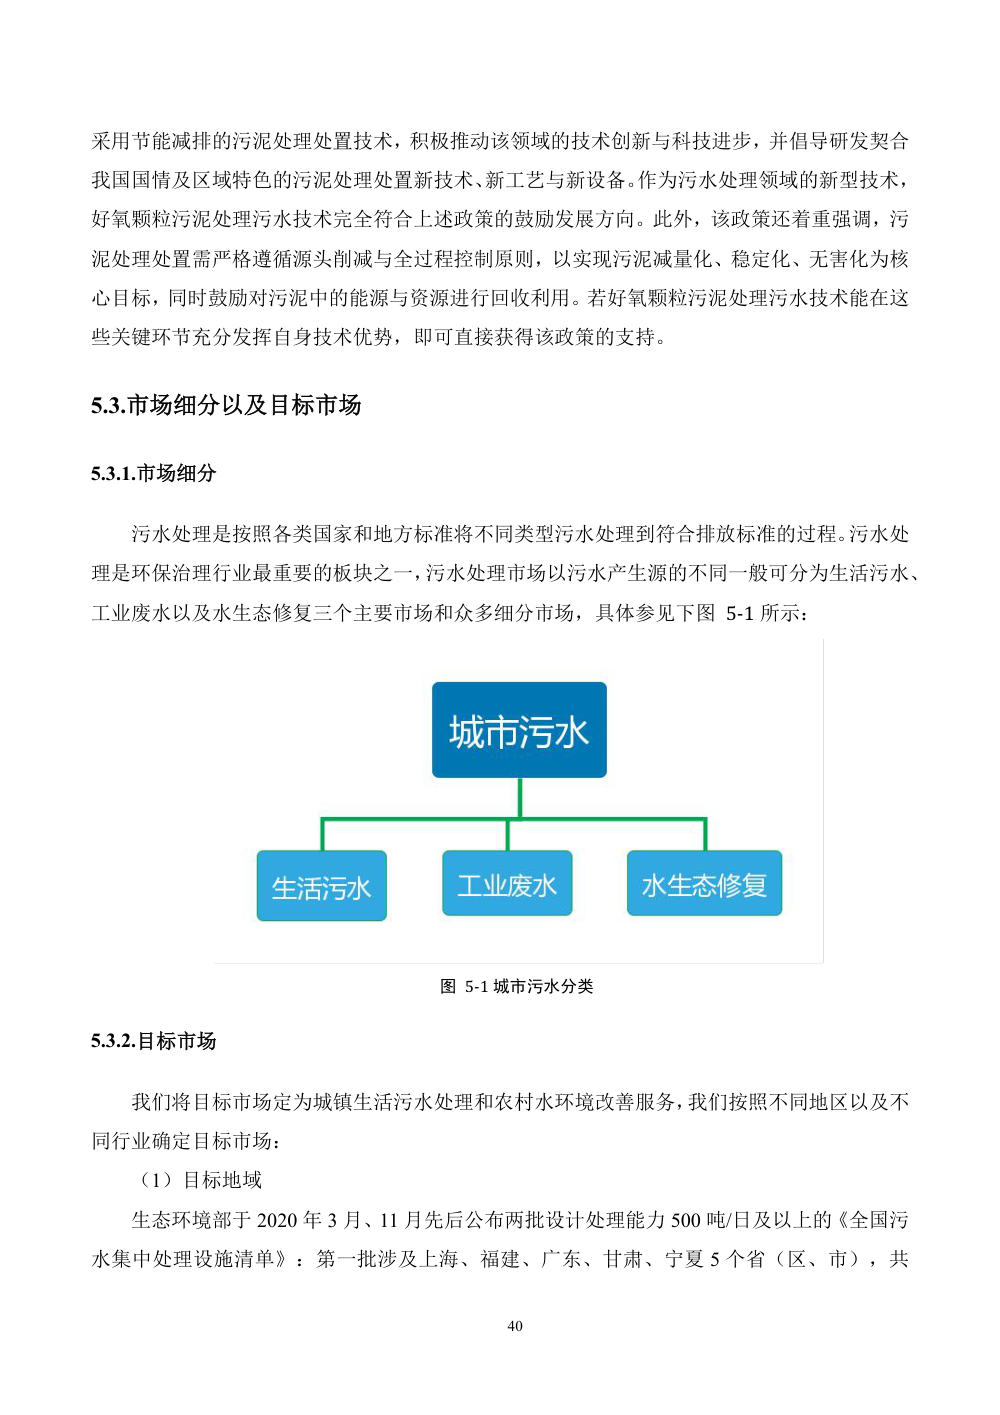 采用节能减排的污泥处理处置技术，积极推动该领域的技术创新与科技进步，并倡导研发契合
我国国情及区域特色的污泥处理处置新技术、新工艺与新设备。作为污水处理领域的新型技术，
好氧颗粒污泥处理污水技术完全符合上述政策的鼓励发展方向。此外，该政策还着重强调，污
泥处理处置需严格遵循源头削减与全过程控制原则，以实现污泥减量化、稳定化、无害化为核
心目标，同时鼓励对污泥中的能源与资源进行回收利用。若好氧颗粒污泥处理污水技术能在这
些关键环节充分发挥自身技术优势，即可直接获得该政策的支持。
5.3.市场细分以及目标市场
5.3.1.市场细分
污水处理是按照各类国家和地方标准将不同类型污水处理到符合排放标准的过程。污水处
理是环保治理行业最重要的板块之一，污水处理市场以污水产生源的不同一般可分为生活污水、
工业废水以及水生态修复三个主要市场和众多细分市场，具体参见下图 5-1 所示：
城市污水
生活污水
工业废水
水生态修复
图 5-1 城市污水分类
5.3.2.目标市场
我们将目标市场定为城镇生活污水处理和农村水环境改善服务，我们按照不同地区以及不
同行业确定目标市场：
（1）目标地域
生态环境部于 2020 年 3 月、11 月先后公布两批设计处理能力 500 吨/日及以上的《全国污
水集中处理设施清单》：第一批涉及上海、福建、广东、甘肃、宁夏 5 个省（区、市），共
40